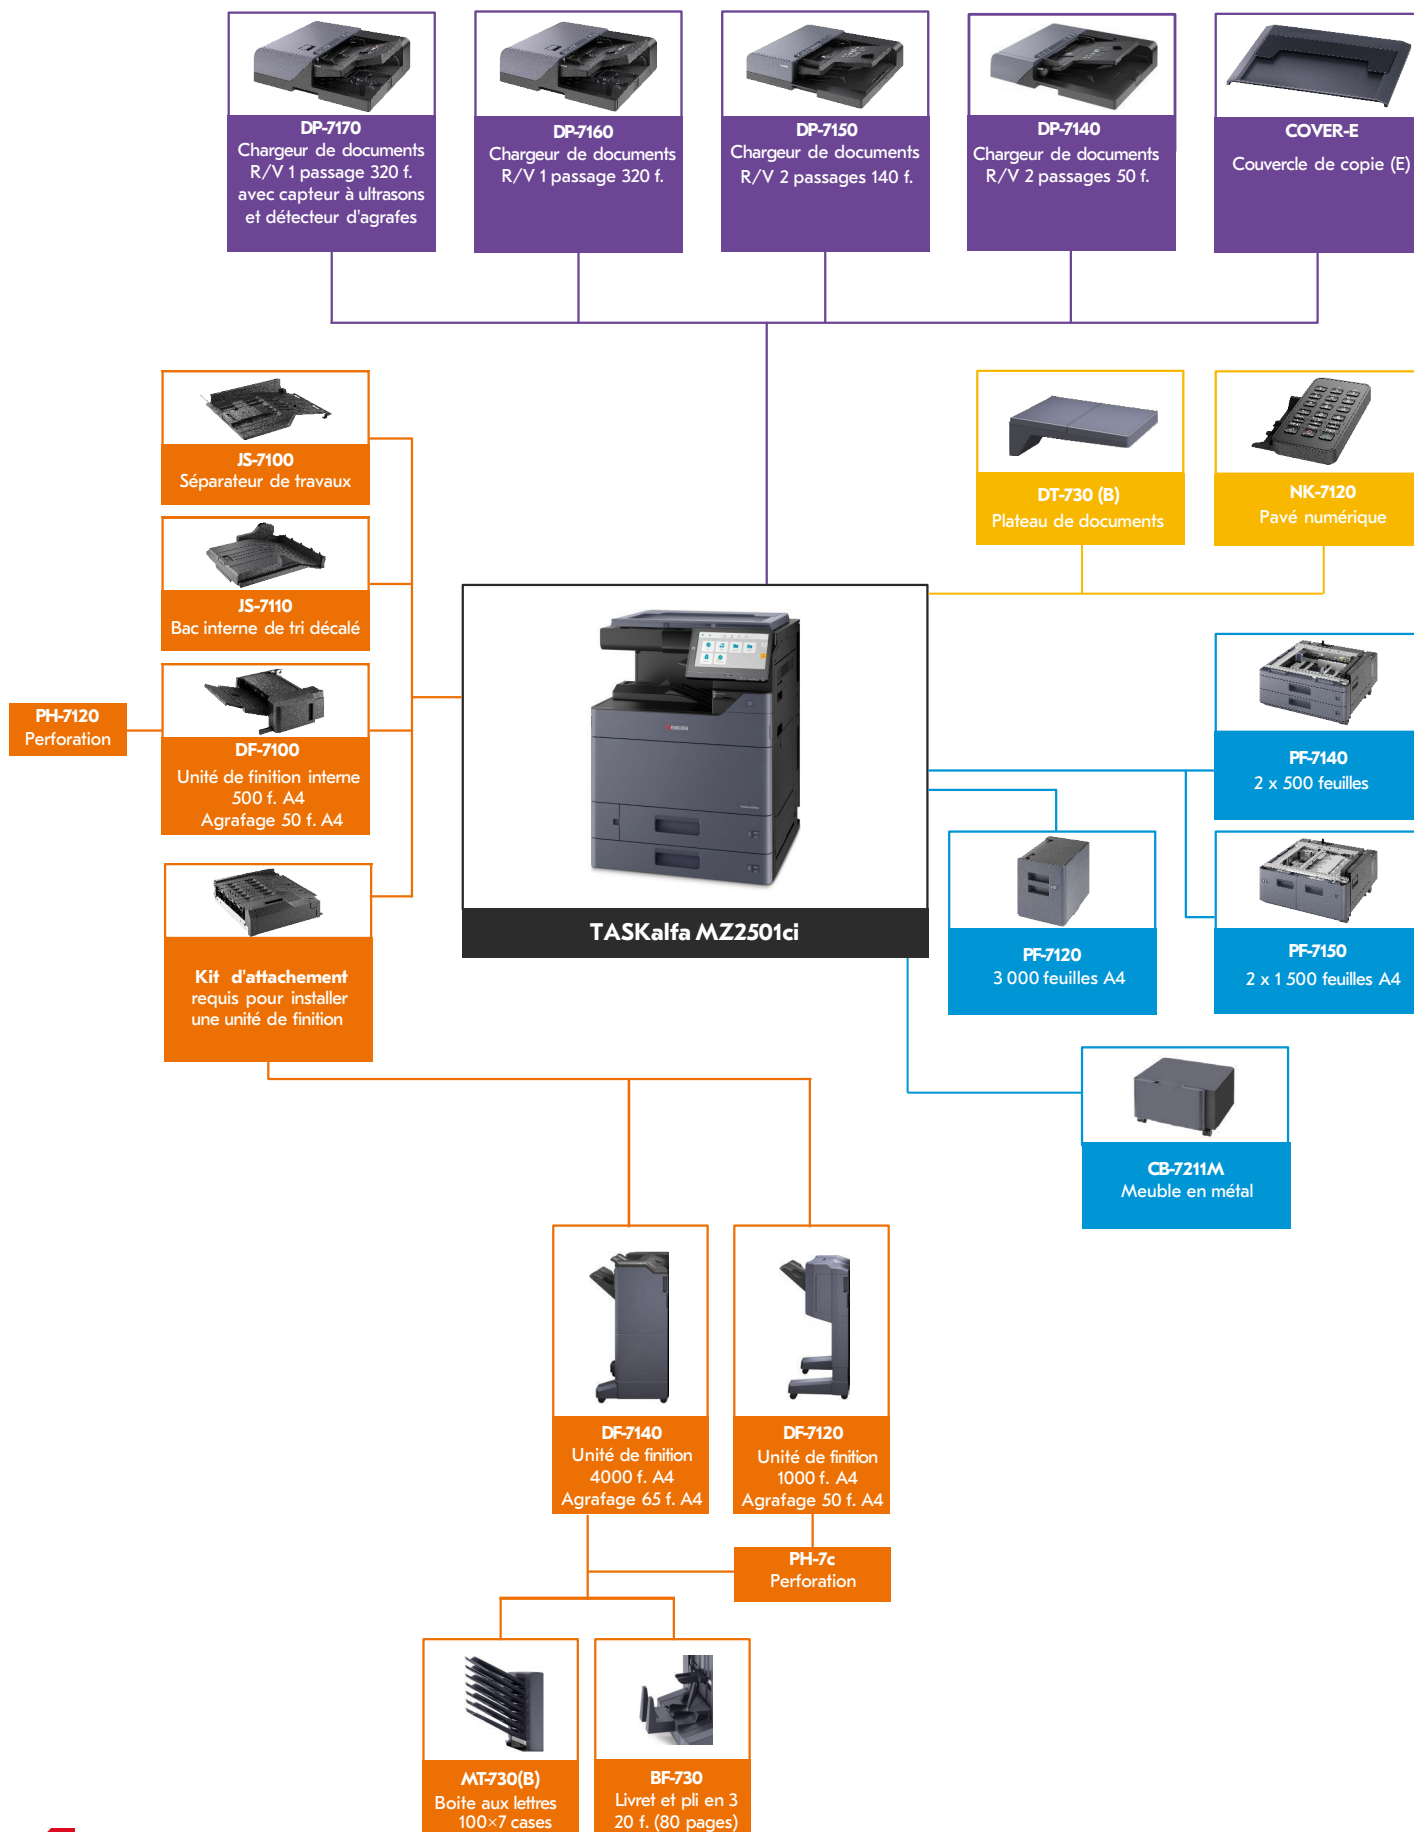 DP-7170
Chargeur de documents
R/V 1 passage 320 f.
avec capteur à ultrasons
et détecteur d'agrafes
DP-7160
Chargeur de documents
R/V 1 passage 320 f.
DP-7150
Chargeur de documents
R/V 2 passages 140 f.
DP-7140
Chargeur de documents
R/V 2 passages 50 f.
COVER-E
Couvercle de copie (E)
JS-7100
Séparateur de travaux
DT-730 (B)
Plateau de documents
NK-7120
Pavé numérique
JS-7110
Bac interne de tri décalé
PH-7120
Perforation
DF-7100
Unité de finition interne
500 f. A4
Agrafage 50 f. A4
KYOCERA
TASKalfa MZ2501ci
PF-7140
2 x 500 feuilles
PF-7120
3 000 feuilles A4
PF-7150
2 x 1 500 feuilles A4
Kit d'attachement
requis pour installer
une unité de finition
CB-7211M
Meuble en métal
DF-7140
Unité de finition
4000 f. A4
Agrafage 65 f. A4
DF-7120
Unité de finition
1000 f. A4
Agrafage 50 f. A4
PH-7c
Perforation
MT-730(B)
Boite aux lettres
100×7 cases
BF-730
Livret et pli en 3
20 f. (80 pages)